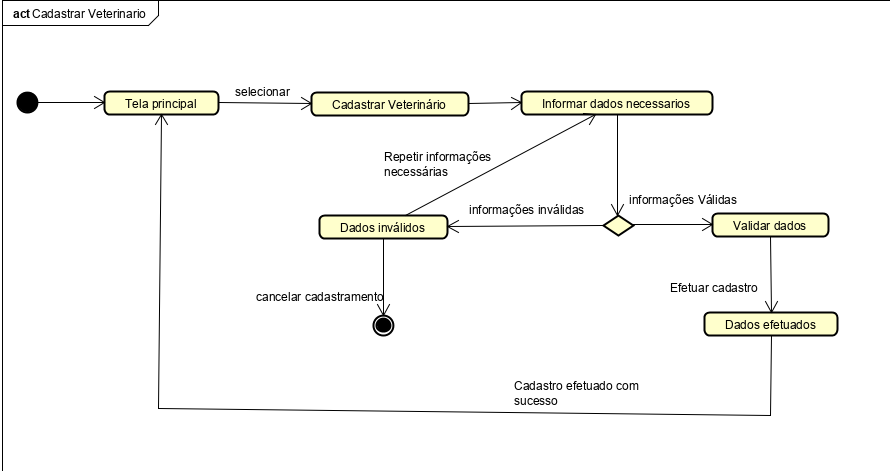 act Cadastrar Veterinario
Tela principal
selecionar
Cadastrar Veterinário
Informar dados necessarios
Repetir informações
necessárias
informações inválidas
informações Válidas
Dados inválidos
Validar dados
cancelar cadastramento
Efetuar cadastro
Dados efetuados
Cadastro efetuado com
sucesso